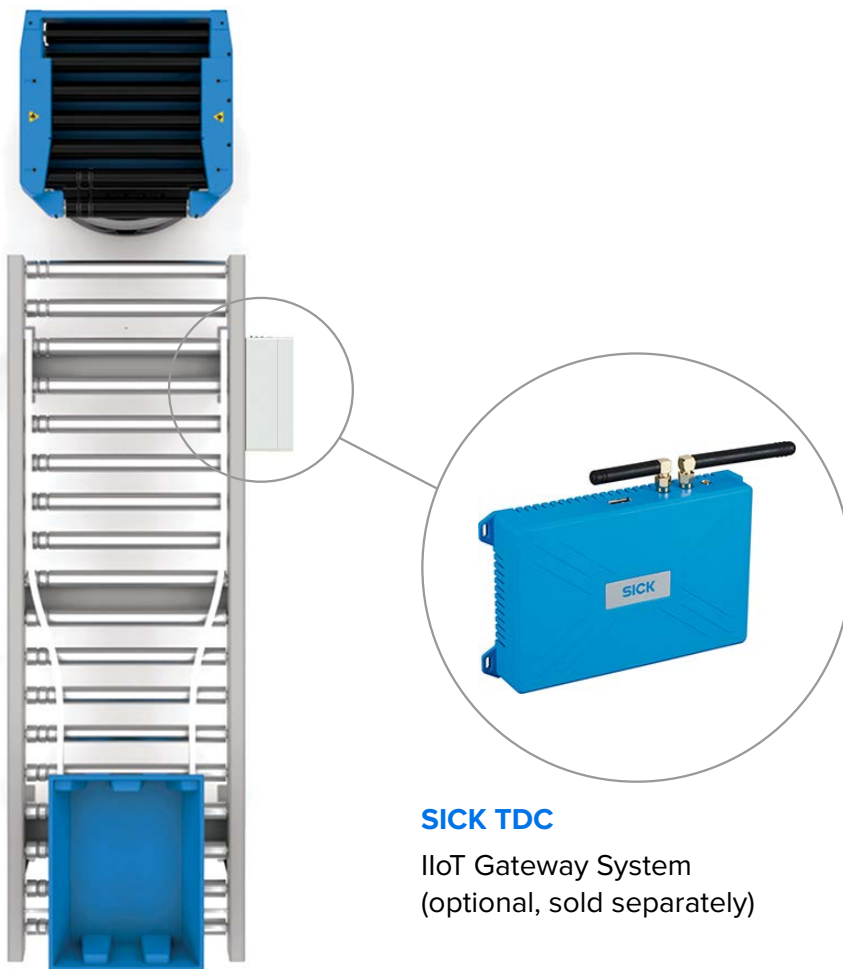 SICK
SICK TDC
IIoT Gateway System
(optional, sold separately)